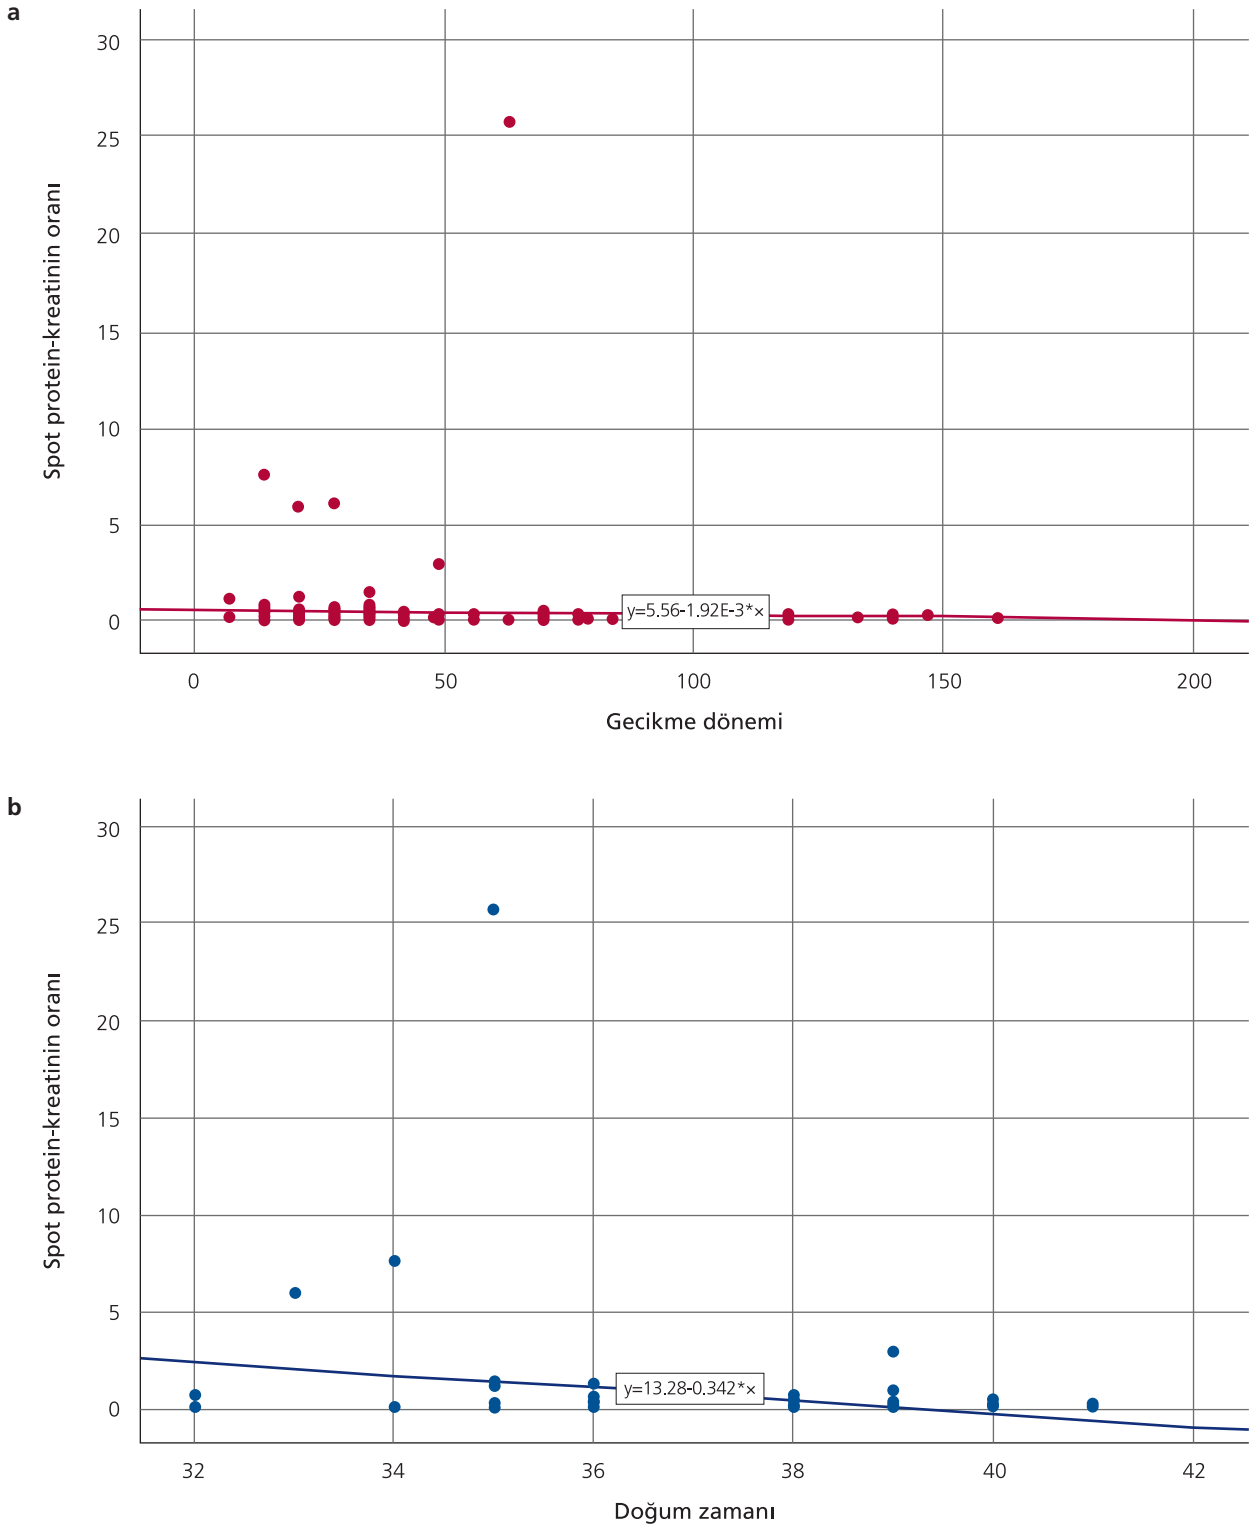 a
30
25
20
15
10
5
0
Spot protein-kreatinin oranı
y=5.56-1.92E-3*×
0 50 100 150 200
Gecikme dönemi
b
30
25
20
15
10
5
0
Spot protein-kreatinin oranı
y=13.28-0.342*×
32 34 36 38 40 42
Doğum zamanı